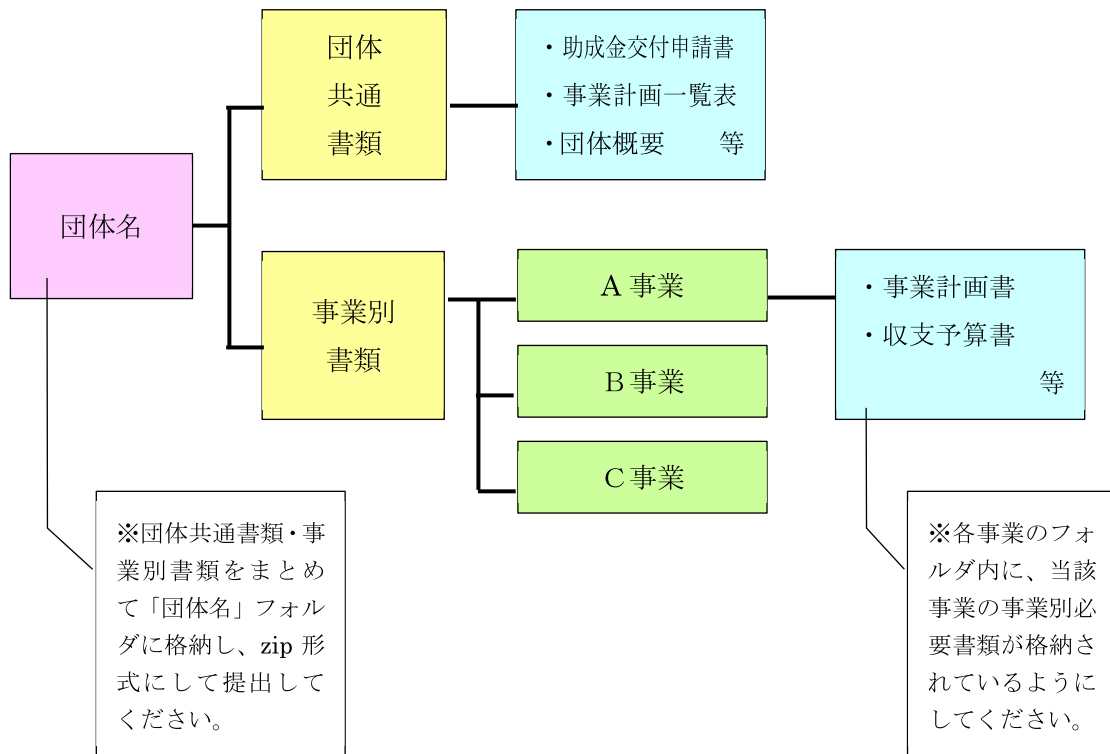 団体
共通
書類
・助成金交付申請書
・事業計画一覧表
・団体概要　　等
団体名
事業別
書類
A 事業
B 事業
C 事業
・事業計画書
・収支予算書
等
※団体共通書類・事
業別書類をまとめ
て「団体名」フォル
ダに格納し、zip 形
式にして提出して
ください。
※各事業のフォ
ルダ内に、当該
事業の事業別必
要書類が格納さ
れているように
してください。